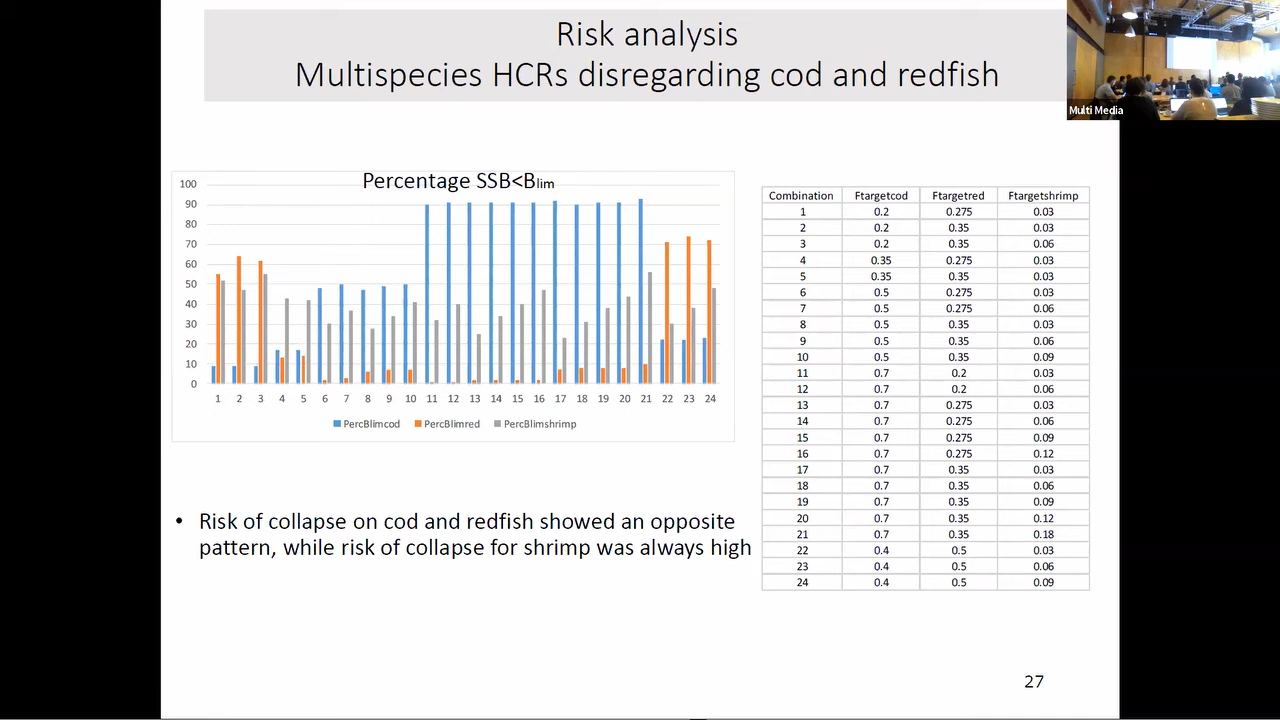 Risk analysis
Multispecies HCRs disregarding cod and redfish
Multi Media
Percentage SSB<Blim
100
90
80
70
60
50
40
30
20
10
0
1 2 3 4 5 6 7 8 9 10 11 12 13 14 15 16 17 18 19 20 21 22 23 24
PercBlimcod PercBlimred PercBlimshrimp
Combination Ftargetcod Ftargetred Ftargetshrimp
1 0.2 0.275 0.03
2 0.2 0.35 0.03
3 0.2 0.35 0.06
4 0.35 0.275 0.03
5 0.35 0.35 0.03
6 0.5 0.275 0.03
7 0.5 0.275 0.06
8 0.5 0.35 0.03
9 0.5 0.35 0.06
10 0.5 0.35 0.09
11 0.7 0.2 0.03
12 0.7 0.2 0.06
13 0.7 0.275 0.03
14 0.7 0.275 0.06
15 0.7 0.275 0.09
16 0.7 0.275 0.12
17 0.7 0.35 0.03
18 0.7 0.35 0.06
19 0.7 0.35 0.09
20 0.7 0.35 0.12
21 0.7 0.35 0.18
22 0.4 0.5 0.03
23 0.4 0.5 0.06
24 0.4 0.5 0.09
• Risk of collapse on cod and redfish showed an opposite
pattern, while risk of collapse for shrimp was always high
27